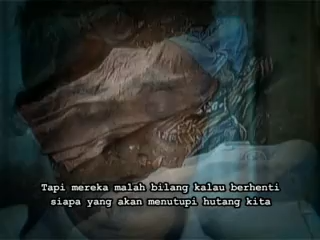 Tapi mereka malah bilang kalau berhenti
siapa yang akan menutupi hutang kita